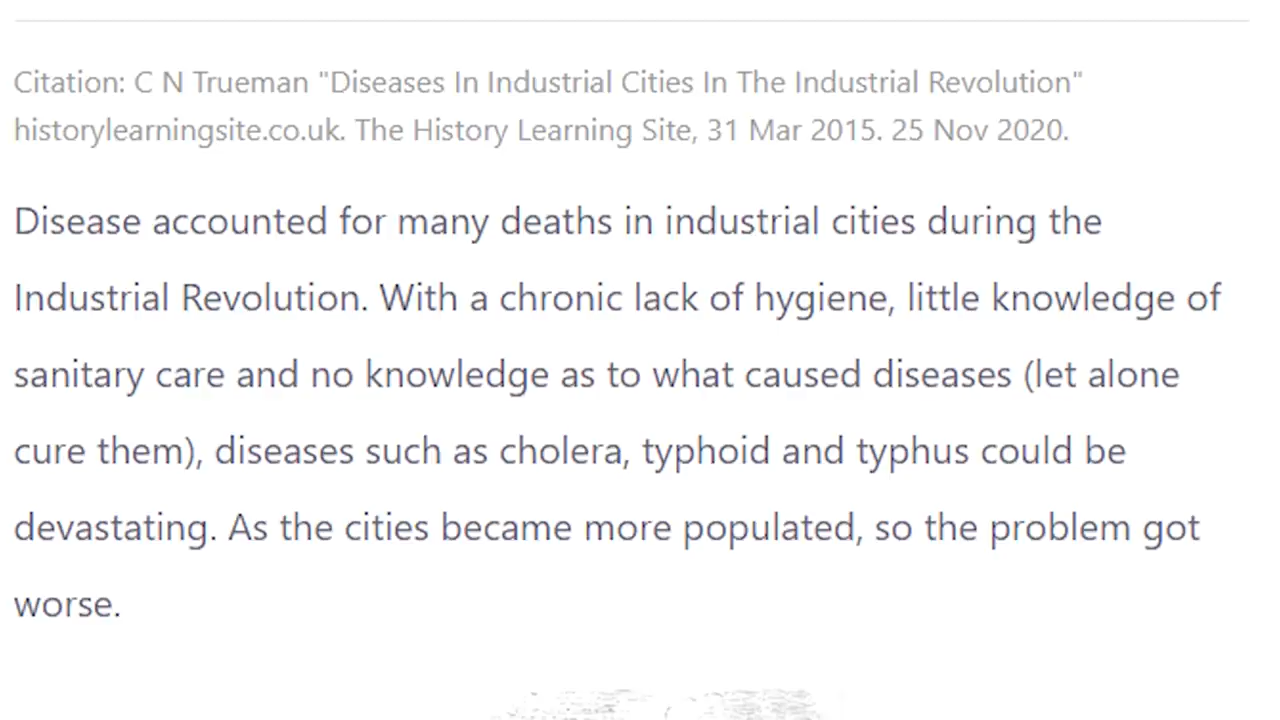 Citation: C N Trueman "Diseases In Industrial Cities In The Industrial Revolution"
historylearningsite.co.uk. The History Learning Site, 31 Mar 2015. 25 Nov 2020.
Disease accounted for many deaths in industrial cities during the
Industrial Revolution. With a chronic lack of hygiene, little knowledge of
sanitary care and no knowledge as to what caused diseases (let alone
cure them), diseases such as cholera, typhoid and typhus could be
devastating. As the cities became more populated, so the problem got
worse.